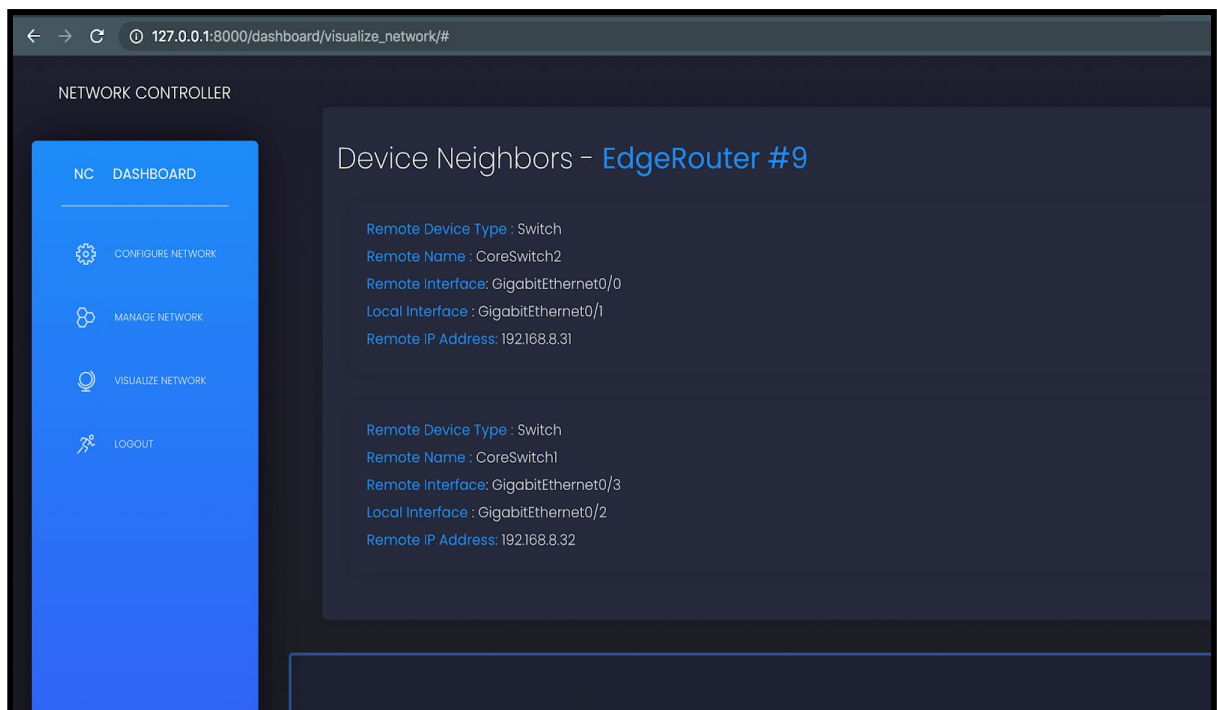 127.0.0.1:8000/dashboard/visualize_network/#
NETWORK CONTROLLER
NC DASHBOARD
CONFIGURE NETWORK
MANAGE NETWORK
VISUALIZE NETWORK
LOGOUT
Device Neighbors - EdgeRouter #9
Remote Device Type : Switch
Remote Name : CoreSwitch2
Remote Interface: GigabitEthernet0/0
Local Interface : GigabitEthernet0/1
Remote IP Address: 192.168.8.31
Remote Device Type : Switch
Remote Name : CoreSwitch1
Remote Interface: GigabitEthernet0/3
Local Interface : GigabitEthernet0/2
Remote IP Address: 192.168.8.32